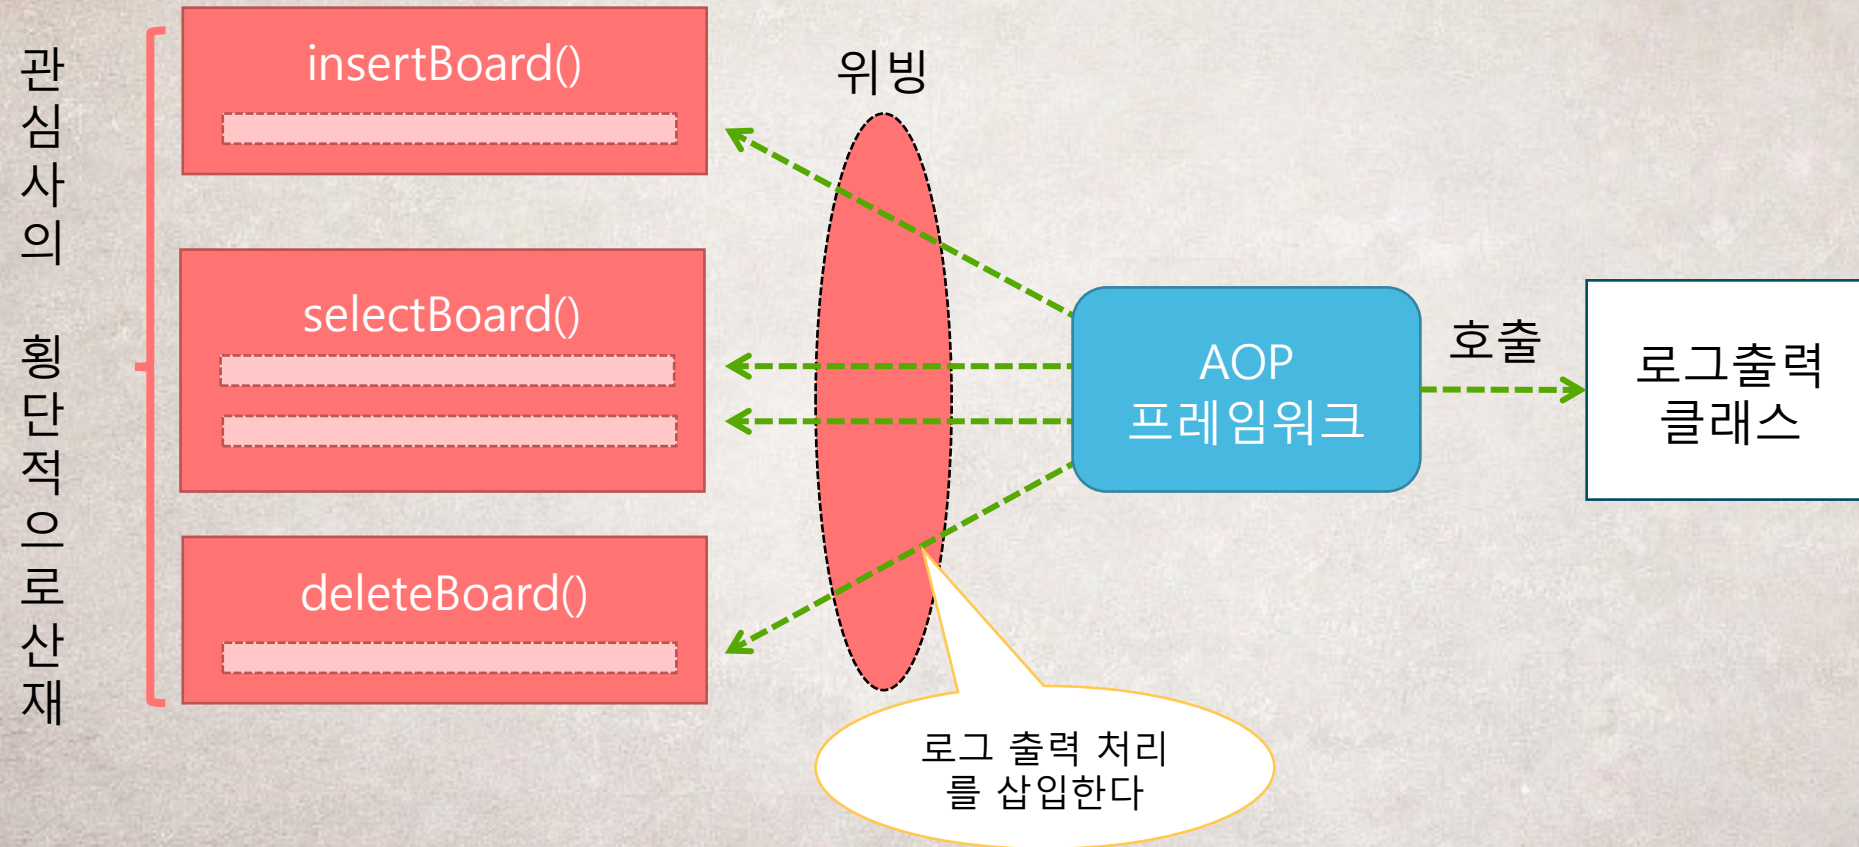 관심사의 횡단적으로산재
insertBoard()
selectBoard()
deleteBoard()
위빙
로그 출력 처리
를 삽입한다
AOP
프레임워크
호출
로그출력
클래스